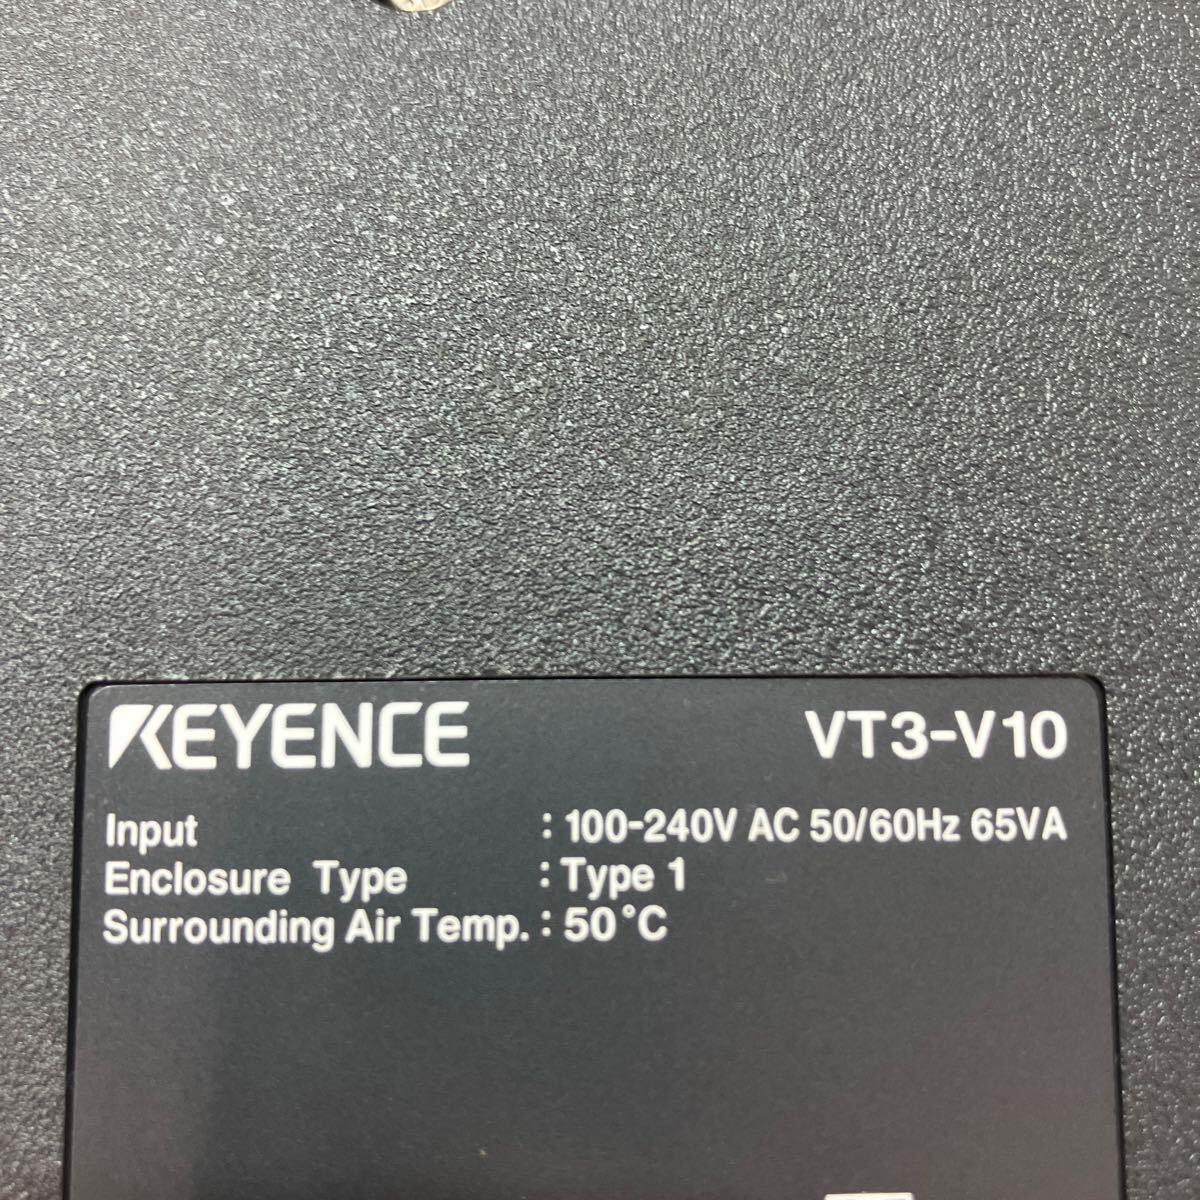 KEYENCE VT3-V10
Input : 100-240V AC 50/60Hz 65VA
Enclosure Type : Type 1
Surrounding Air Temp. : 50°C